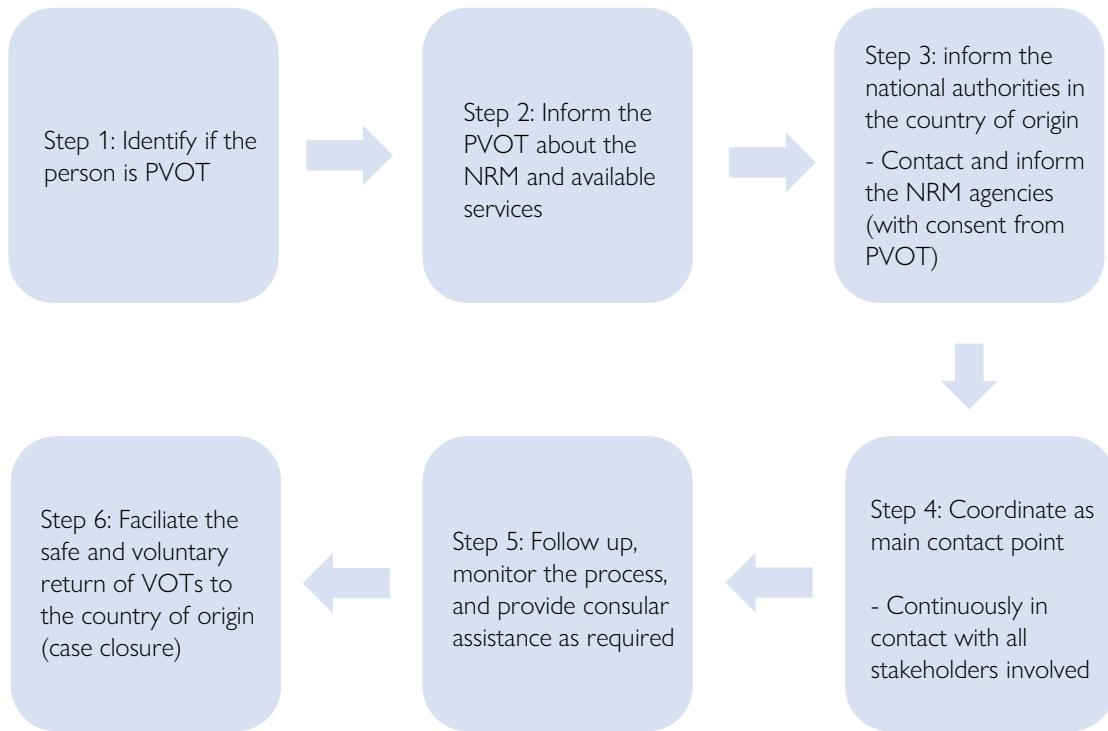 Step 1: Identify if the
person is PVOT
Step 2: Inform the
PVOT about the
NRM and available
services
Step 3: inform the
national authorities in
the country of origin
- Contact and inform
the NRM agencies
(with consent from
PVOT)
Step 4: Coordinate as
main contact point
- Continuously in
contact with all
stakeholders involved
Step 5: Follow up,
monitor the process,
and provide consular
assistance as required
Step 6: Faciliate the
safe and voluntary
return of VOTs to
the country of origin
(case closure)